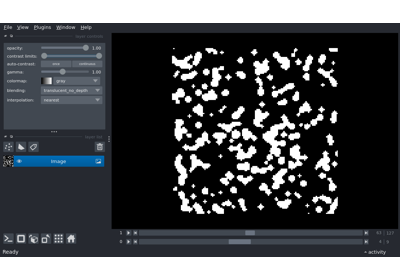 File View Plugins Window Help
opacity: 1.00
contrast limits:
auto-contrast: once continuous
gamma: 1.00
colormap: gray
blending: translucent_no_depth
interpolation: nearest
Image
1
0
Ready
activity